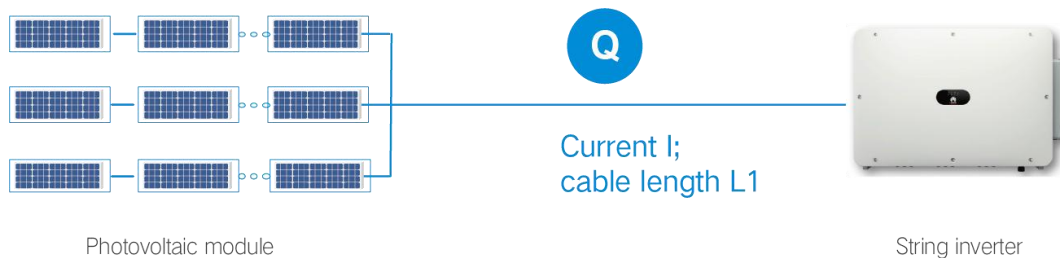 Q
Current I;
cable length L1
Photovoltaic module
String inverter